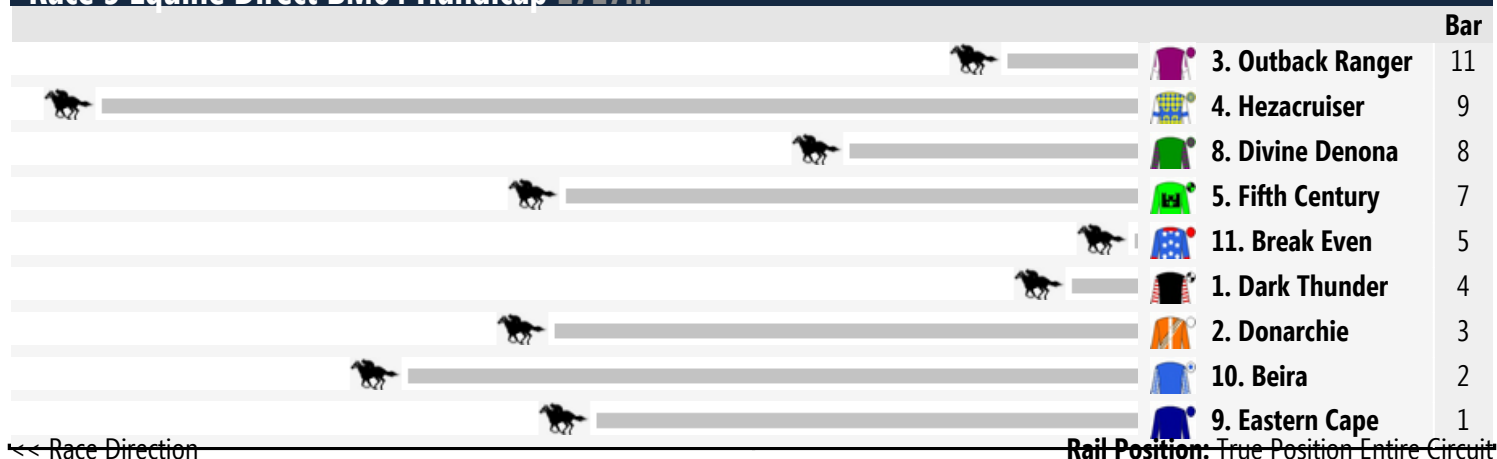 Bar
3. Outback Ranger 11
4. Hezacruiser 9
8. Divine Denona 8
5. Fifth Century 7
11. Break Even 5
1. Dark Thunder 4
2. Donarchie 3
10. Beira 2
9. Eastern Cape 1
<< Race Direction Rail Position: True Position Entire Circuit